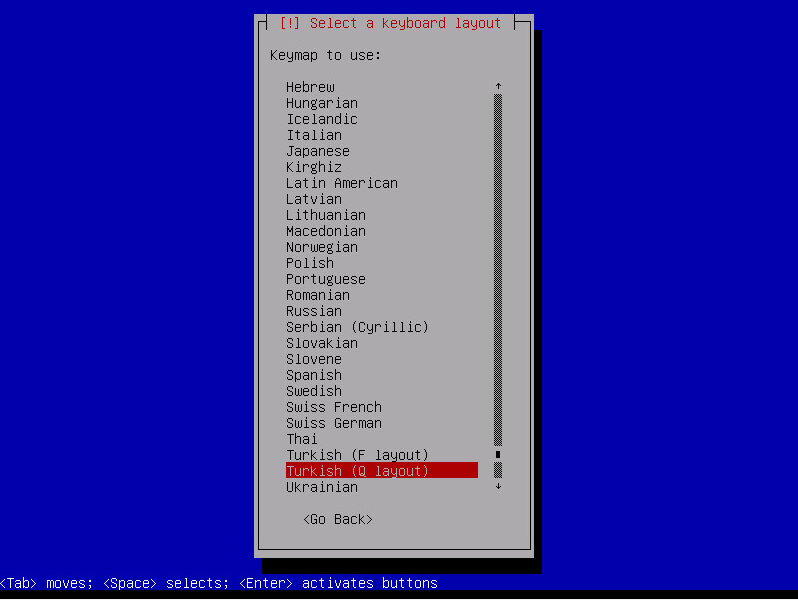 [!] Select a keyboard layout
Keymap to use:
Hebrew
Hungarian
Icelandic
Italian
Japanese
Kirghiz
Latin American
Latvian
Lithuanian
Macedonian
Norwegian
Polish
Portuguese
Romanian
Russian
Serbian (Cyrillic)
Slovakian
Slovene
Spanish
Swedish
Swiss French
Swiss German
Thai
Turkish (F layout)
Turkish (Q layout)
Ukrainian
<Go Back>
<Tab> moves; <Space> selects; <Enter> activates buttons